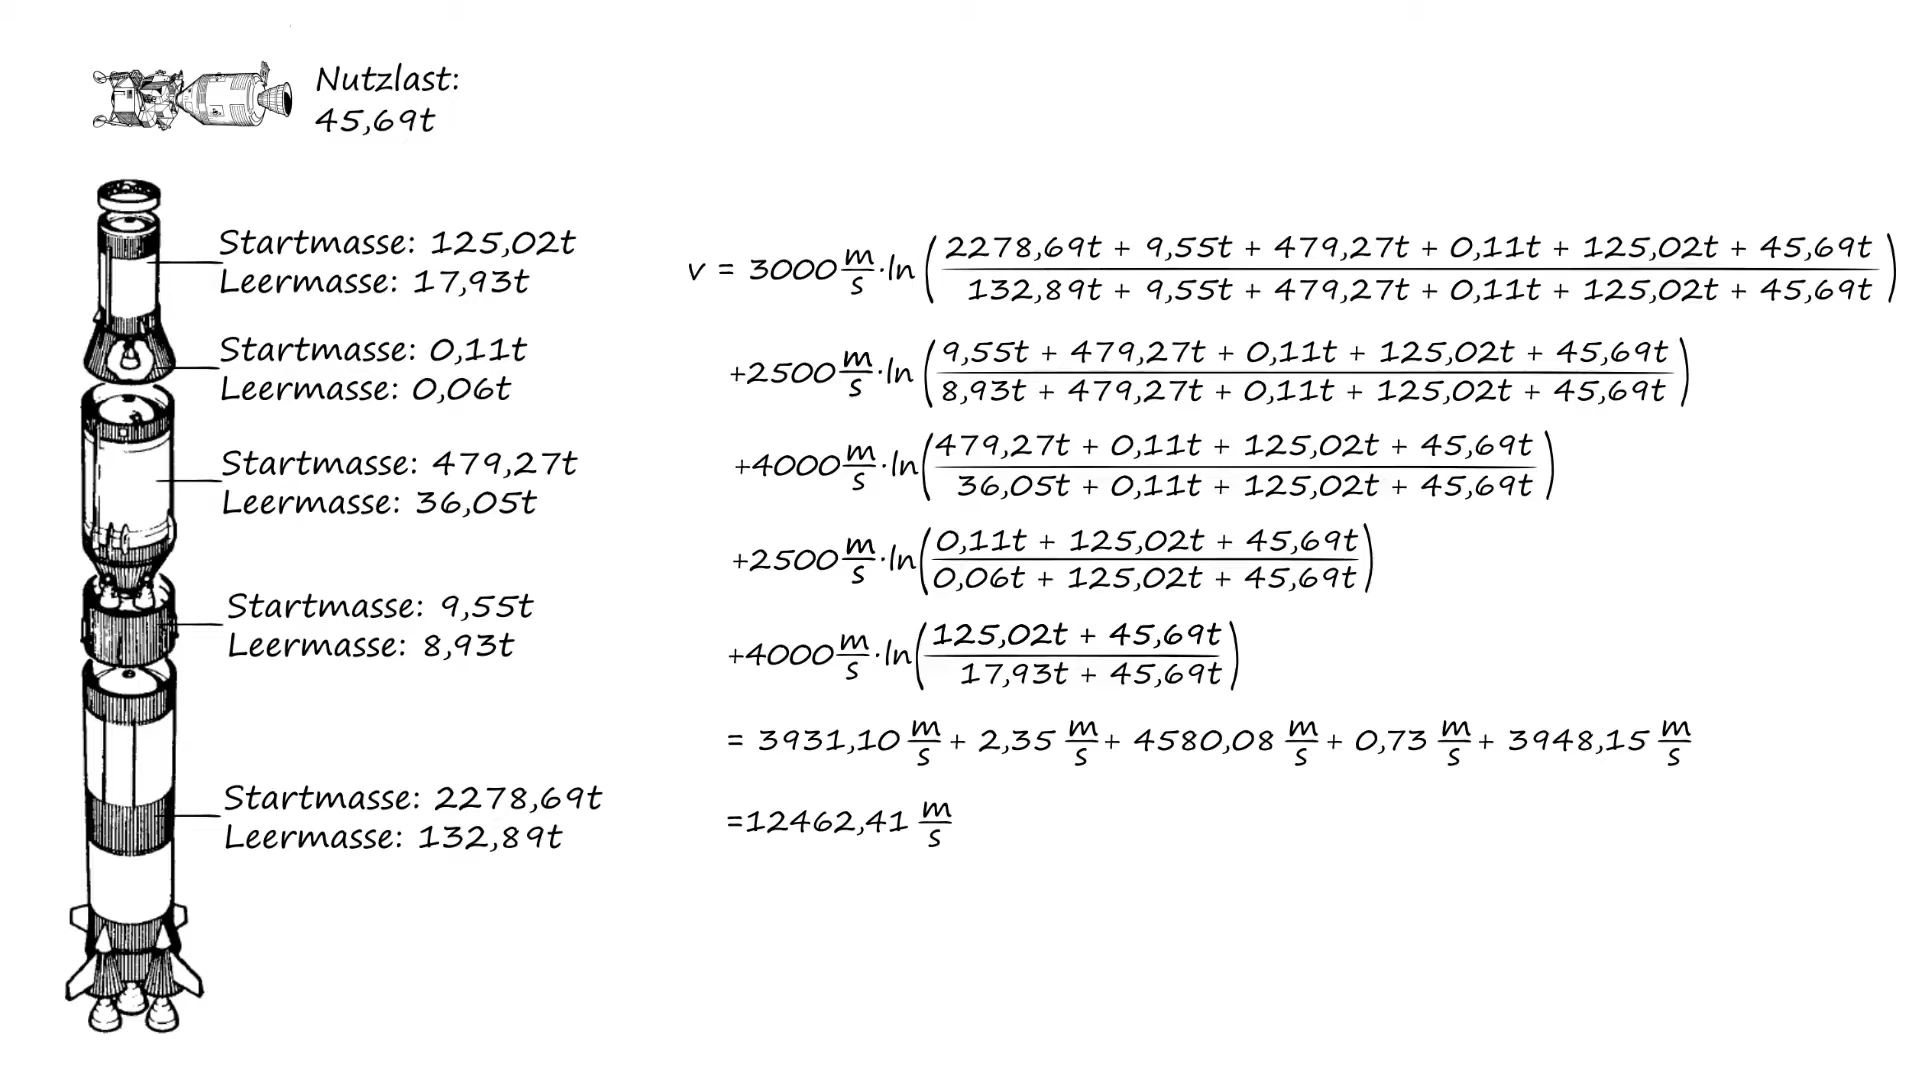 Nutzlast:
45,69t
Startmasse: 125,02t
Leermasse: 17,93t
Startmasse: 0,11t
Leermasse: 0,06t
Startmasse: 479,27t
Leermasse: 36,05t
Startmasse: 9,55t
Leermasse: 8,93t
Startmasse: 2278,69t
Leermasse: 132,89t
v = 3000 m/s · ln (2278,69t + 9,55t + 479,27t + 0,11t + 125,02t + 45,69t / 132,89t + 9,55t + 479,27t + 0,11t + 125,02t + 45,69t)
+2500 m/s · ln (9,55t + 479,27t + 0,11t + 125,02t + 45,69t / 8,93t + 479,27t + 0,11t + 125,02t + 45,69t)
+4000 m/s · ln (479,27t + 0,11t + 125,02t + 45,69t / 36,05t + 0,11t + 125,02t + 45,69t)
+2500 m/s · ln (0,11t + 125,02t + 45,69t / 0,06t + 125,02t + 45,69t)
+4000 m/s · ln (125,02t + 45,69t / 17,93t + 45,69t)
= 3931,10 m/s + 2,35 m/s + 4580,08 m/s + 0,73 m/s + 3948,15 m/s
=12462,41 m/s